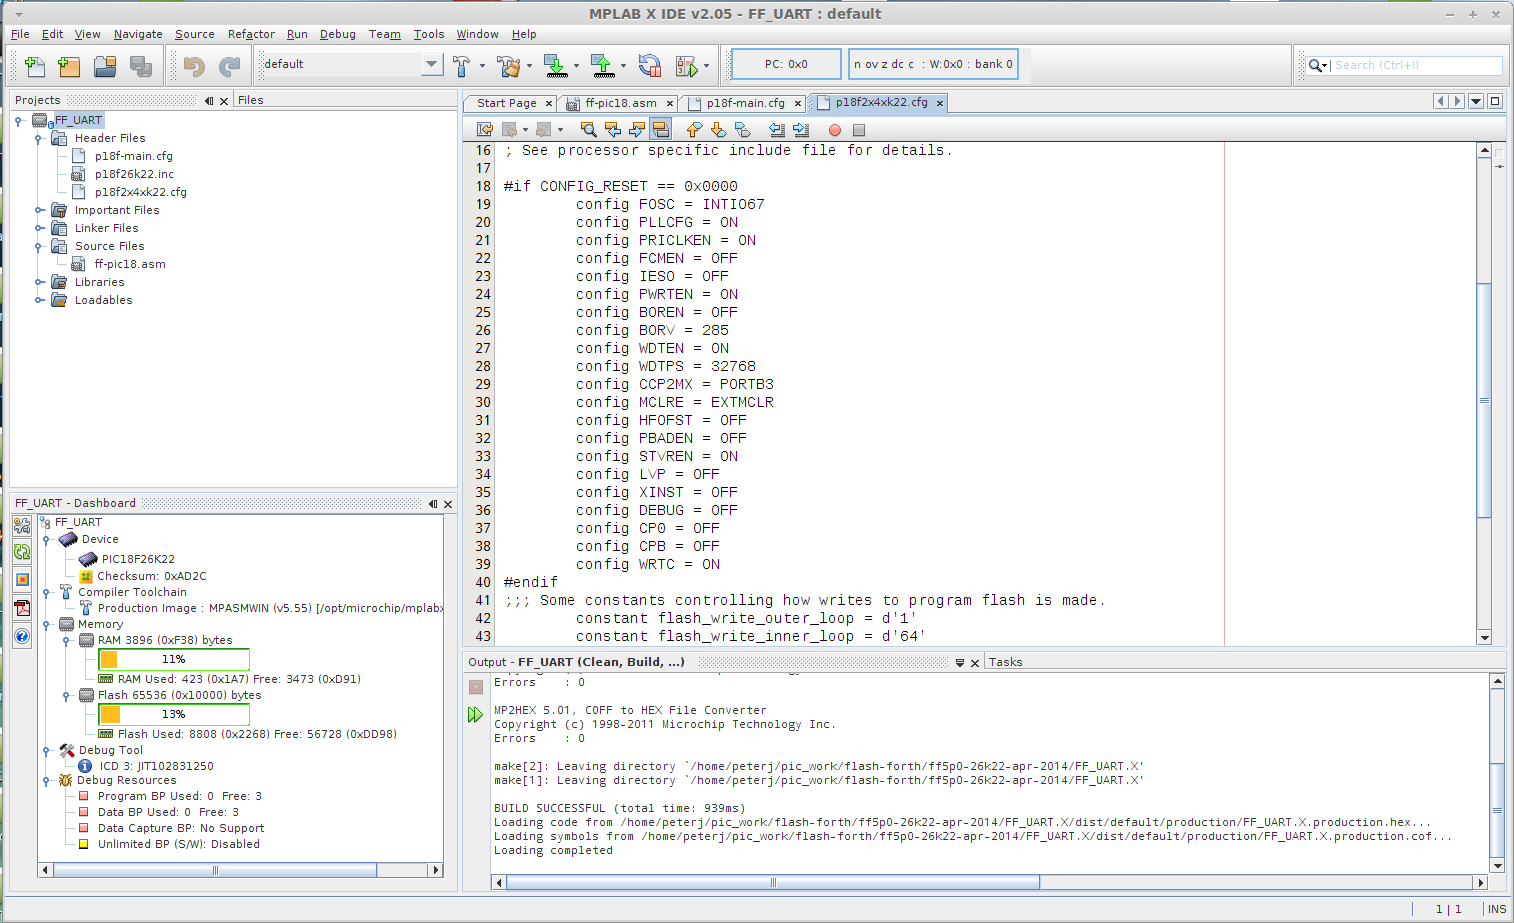 MPLAB X IDE v2.05 - FF_UART : default
File Edit View Navigate Source Refactor Run Debug Team Tools Window Help
default
PC: 0x0
n ov z dc c : W:0x0 : bank 0
Search (Ctrl+I)
Projects
Files
FF_UART
Header Files
p18f-main.cfg
p18f26k22.inc
p18f2x4xk22.cfg
Important Files
Linker Files
Source Files
ff-pic18.asm
Libraries
Loadables
FF_UART - Dashboard
FF_UART
Device
PIC18F26K22
Checksum: 0xAD2C
Compiler Toolchain
Production Image : MPASMWIN (v5.55) [/opt/microchip/mplabx
Memory
RAM 3896 (0xF38) bytes
11%
RAM Used: 423 (0x1A7) Free: 3473 (0xD91)
Flash 65536 (0x10000) bytes
13%
Flash Used: 8808 (0x2268) Free: 56728 (0xDD98)
Debug Tool
ICD 3: JIT102831250
Debug Resources
Program BP Used: 0 Free: 3
Data BP Used: 0 Free: 3
Data Capture BP: No Support
Unlimited BP (S/W): Disabled
Start Page ff-pic18.asm p18f-main.cfg p18f2x4xk22.cfg
16 ; See processor specific include file for details.
17
18 #if CONFIG_RESET == 0x0000
19 config FOSC = INTIO67
20 config PLLCFG = ON
21 config PRICLKEN = ON
22 config FCMEN = OFF
23 config IESO = OFF
24 config PWRTEN = ON
25 config BOREN = OFF
26 config BORV = 285
27 config WDTEN = ON
28 config WDTPS = 32768
29 config CCP2MX = PORTB3
30 config MCLRE = EXTMCLR
31 config HFOFST = OFF
32 config PBADEN = OFF
33 config STVREN = ON
34 config LVP = OFF
35 config XINST = OFF
36 config DEBUG = OFF
37 config CP0 = OFF
38 config CPB = OFF
39 config WRTC = ON
40 #endif
41 ;;; Some constants controlling how writes to program flash is made.
42 constant flash_write_outer_loop = d'1'
43 constant flash_write_inner_loop = d'64'
Output - FF_UART (Clean, Build, ...)
Tasks
Errors : 0
MP2HEX 5.01, COFF to HEX File Converter
Copyright (c) 1998-2011 Microchip Technology Inc.
Errors : 0
make[2]: Leaving directory `/home/peterj/pic_work/flash-forth/ff5p0-26k22-apr-2014/FF_UART.X'
make[1]: Leaving directory `/home/peterj/pic_work/flash-forth/ff5p0-26k22-apr-2014/FF_UART.X'
BUILD SUCCESSFUL (total time: 939ms)
Loading code from /home/peterj/pic_work/flash-forth/ff5p0-26k22-apr-2014/FF_UART.X/dist/default/production/FF_UART.X.production.hex...
Loading symbols from /home/peterj/pic_work/flash-forth/ff5p0-26k22-apr-2014/FF_UART.X/dist/default/production/FF_UART.X.production.cof...
Loading completed
1 | 1 INS